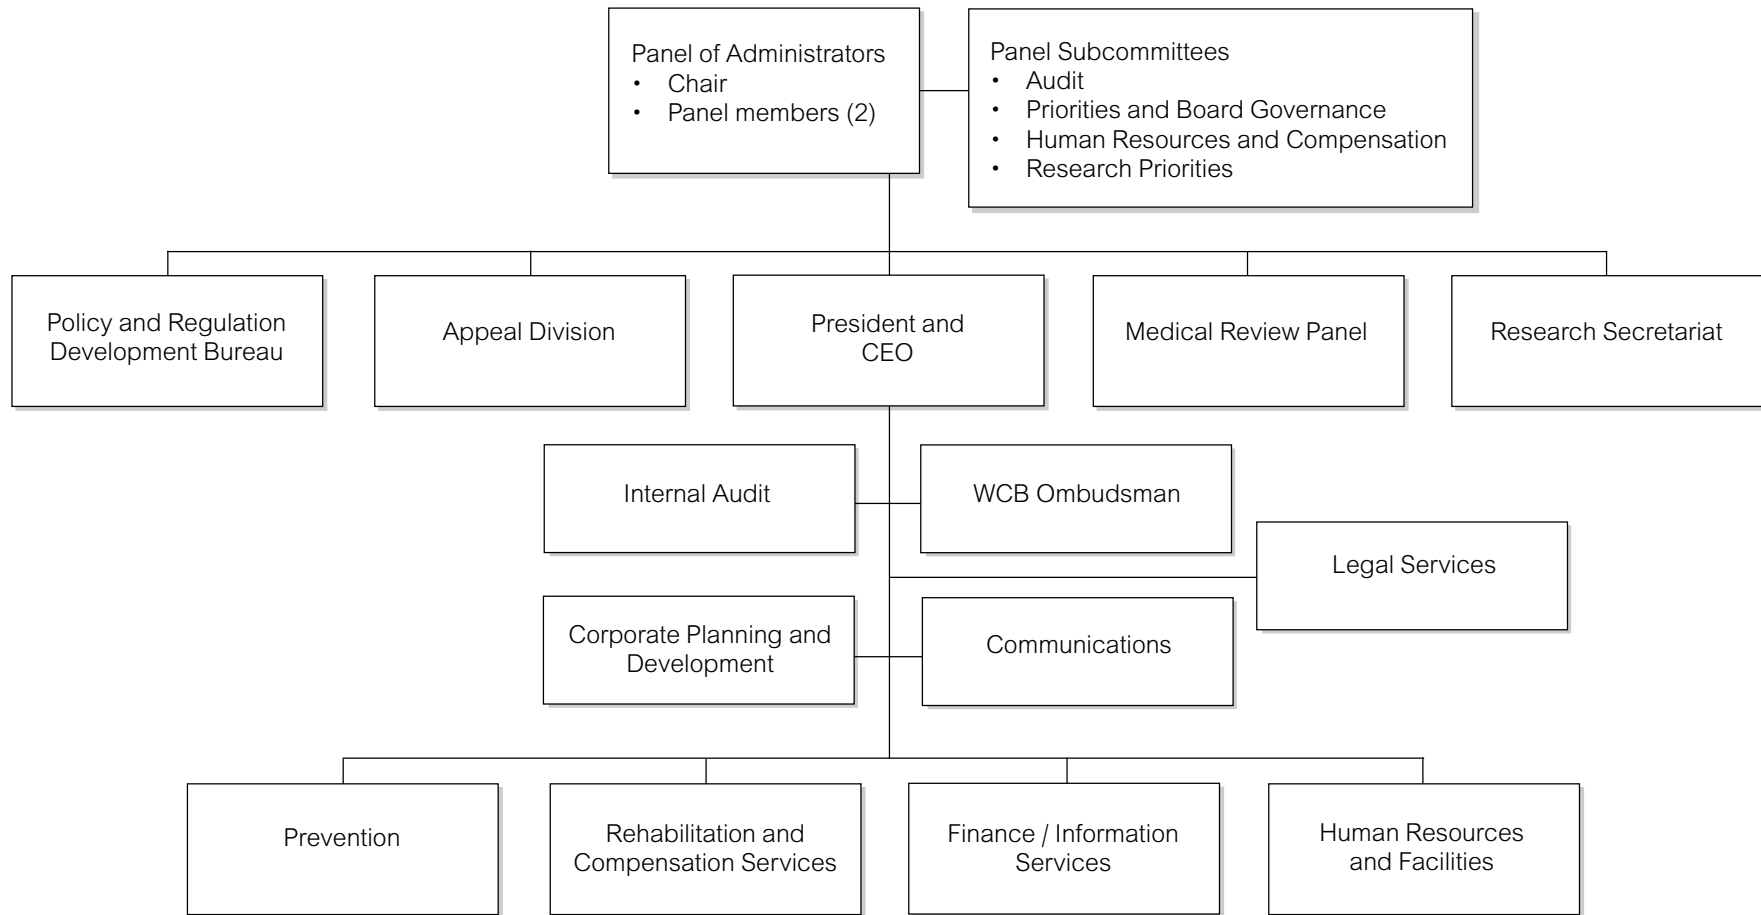 Panel of Administrators
• Chair
• Panel members (2)
Panel Subcommittees
• Audit
• Priorities and Board Governance
• Human Resources and Compensation
• Research Priorities
Policy and Regulation
Development Bureau
Appeal Division
President and
CEO
Medical Review Panel
Research Secretariat
Internal Audit
WCB Ombudsman
Legal Services
Corporate Planning and
Development
Communications
Prevention
Rehabilitation and
Compensation Services
Finance / Information
Services
Human Resources
and Facilities